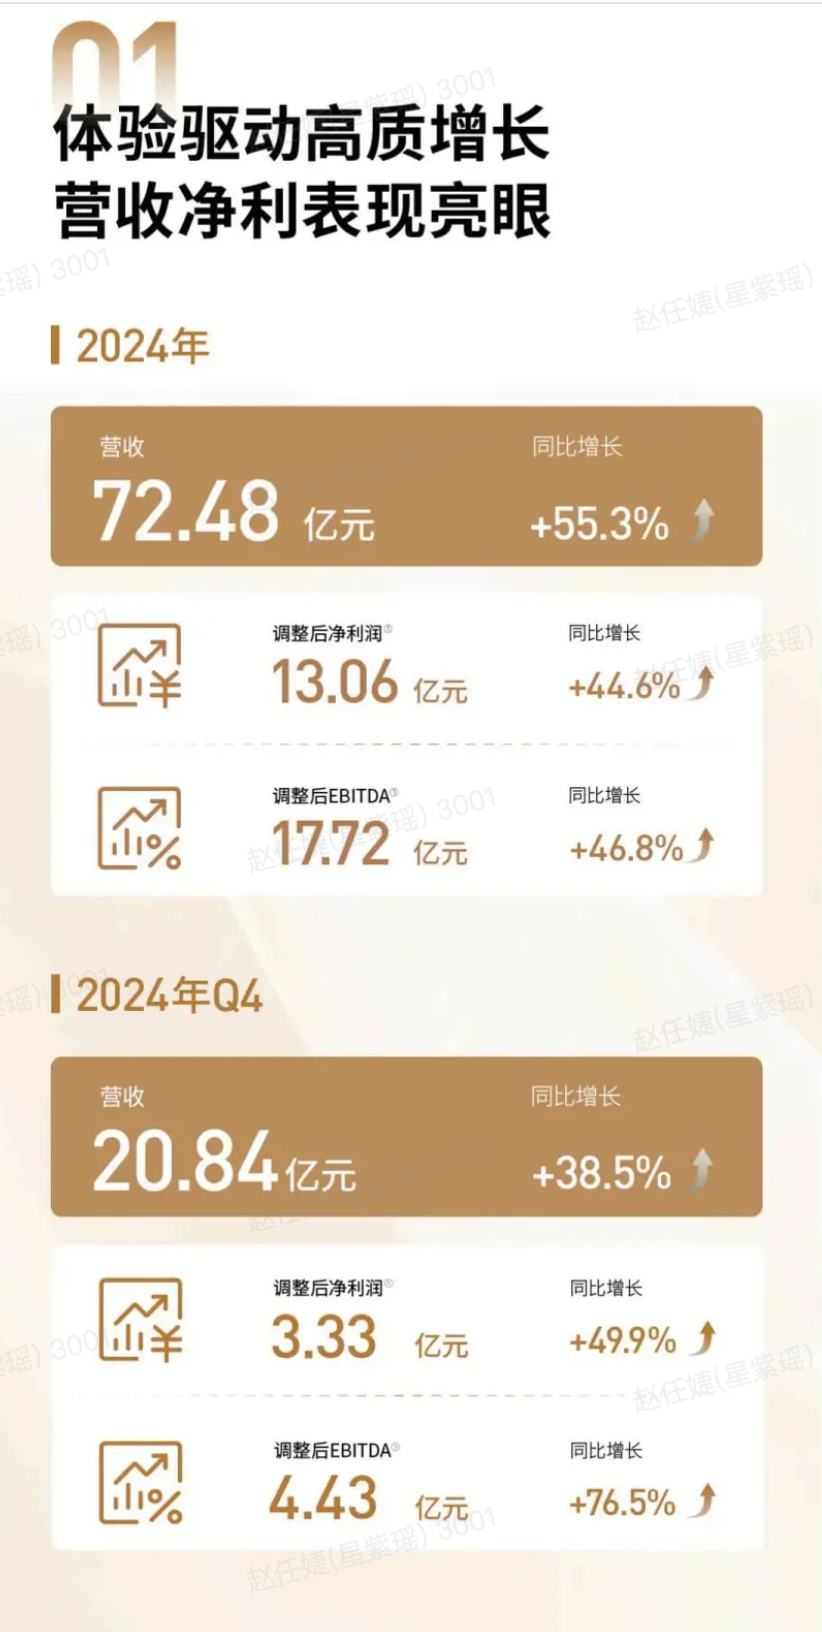 01
体验驱动高质增长
营收净利表现亮眼
2024年
营收 同比增长
72.48 亿元 +55.3%
调整后净利润① 同比增长
13.06 亿元 +44.6%
调整后EBITDA 同比增长
17.72 亿元 +46.8%
2024年Q4
营收 同比增长
20.84 亿元 +38.5%
调整后净利润 同比增长
3.33 亿元 +49.9%
调整后EBITDA 同比增长
4.43 亿元 +76.5%
赵任婕(星紫瑶) 3001